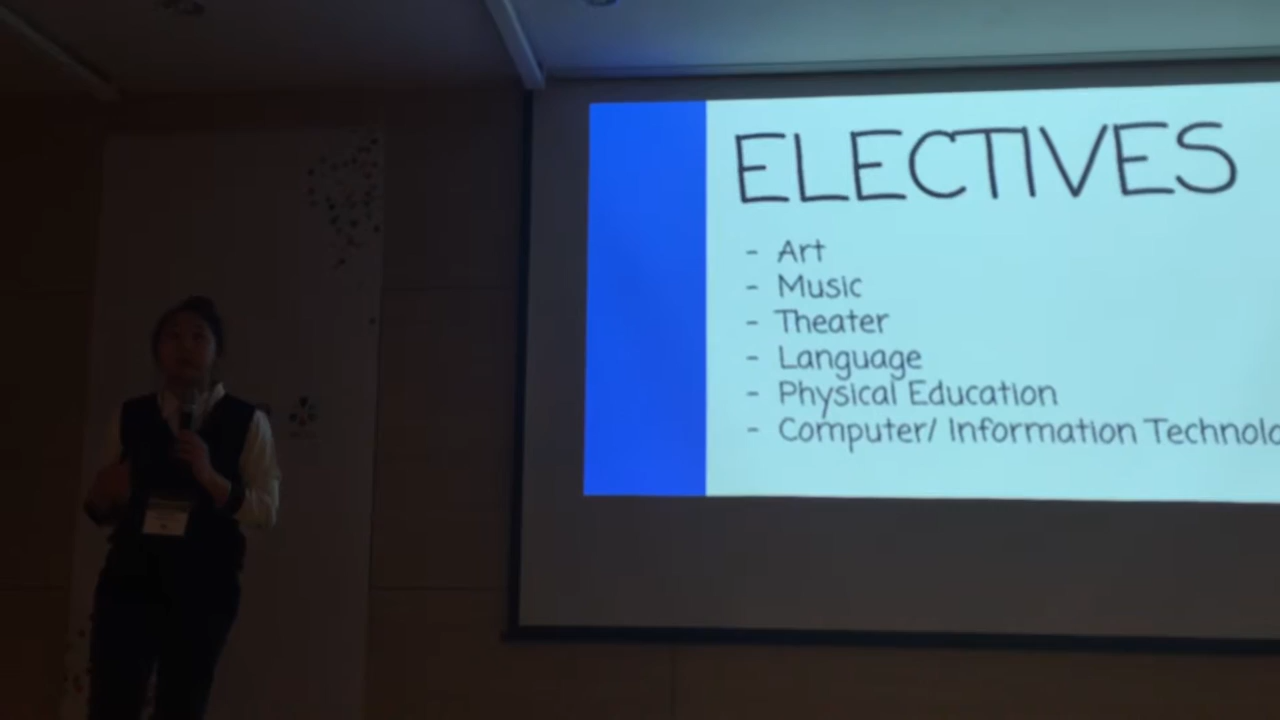 ELECTIVES
- Art
- Music
- Theater
- Language
- Physical Education
- Computer/ Information Technolo